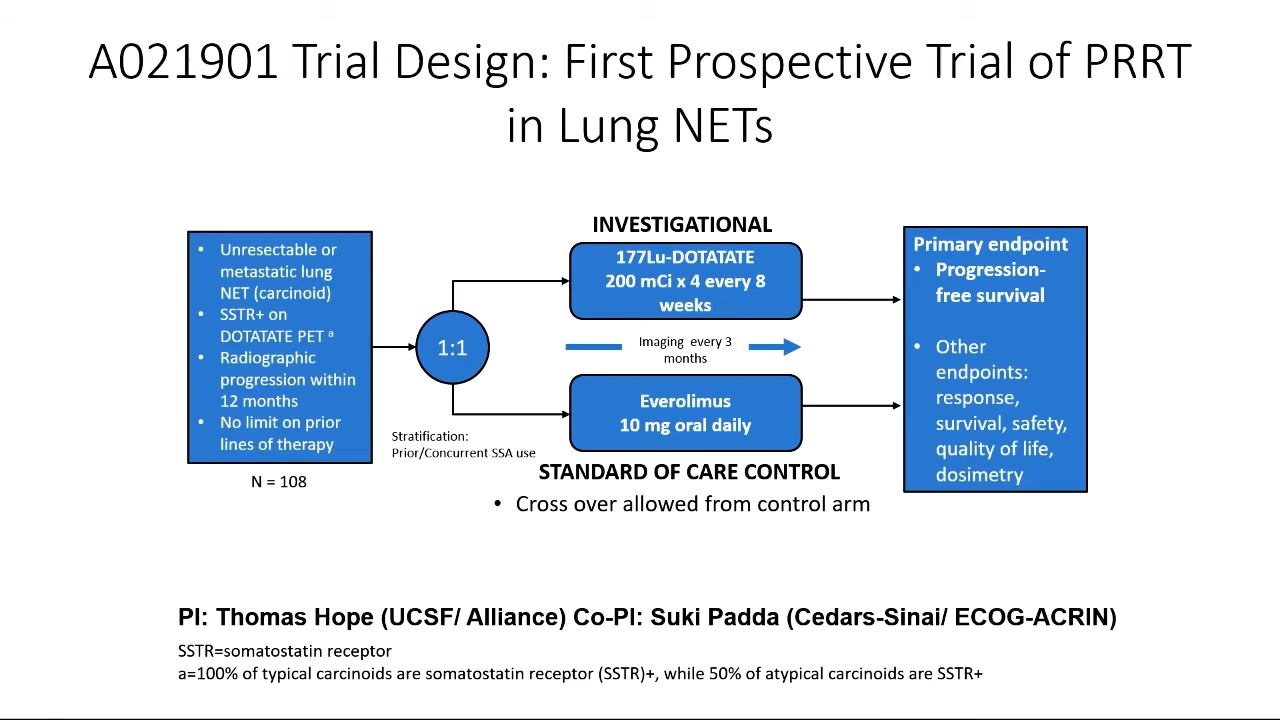 A021901 Trial Design: First Prospective Trial of PRRT
in Lung NETs
• Unresectable or
metastatic lung
NET (carcinoid)
• SSTR+ on
DOTATATE PET ᵃ
• Radiographic
progression within
12 months
• No limit on prior
lines of therapy
N = 108
1:1
Stratification:
Prior/Concurrent SSA use
INVESTIGATIONAL
177Lu-DOTATATE
200 mCi x 4 every 8
weeks
Imaging every 3
months
Everolimus
10 mg oral daily
STANDARD OF CARE CONTROL
• Cross over allowed from control arm
Primary endpoint
• Progression-
free survival
• Other
endpoints:
response,
survival, safety,
quality of life,
dosimetry
PI: Thomas Hope (UCSF/ Alliance) Co-PI: Suki Padda (Cedars-Sinai/ ECOG-ACRIN)
SSTR=somatostatin receptor
a=100% of typical carcinoids are somatostatin receptor (SSTR)+, while 50% of atypical carcinoids are SSTR+